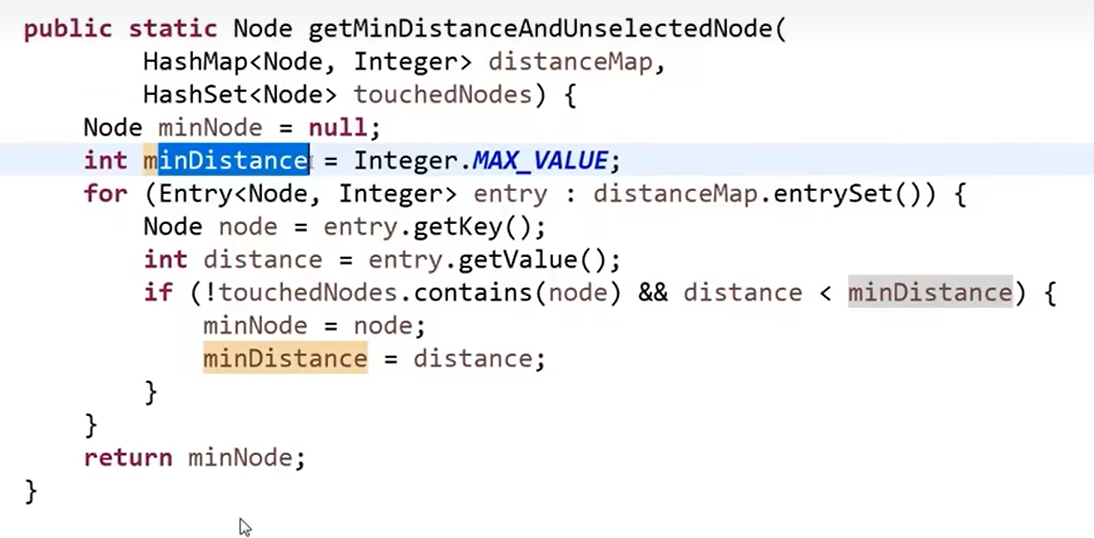 public static Node getMinDistanceAndUnselectedNode(
        HashMap<Node, Integer> distanceMap,
        HashSet<Node> touchedNodes) {
    Node minNode = null;
    int minDistance = Integer.MAX_VALUE;
    for (Entry<Node, Integer> entry : distanceMap.entrySet()) {
        Node node = entry.getKey();
        int distance = entry.getValue();
        if (!touchedNodes.contains(node) && distance < minDistance) {
            minNode = node;
            minDistance = distance;
        }
    }
    return minNode;
}